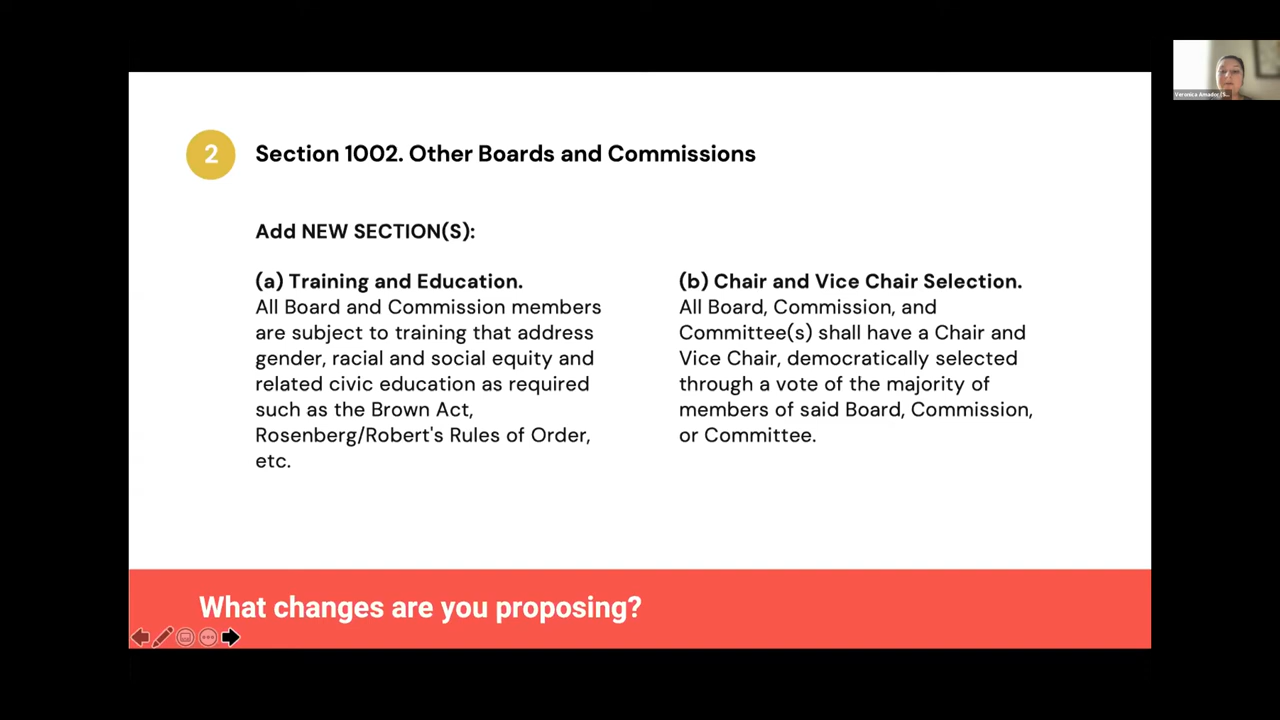 2
Section 1002. Other Boards and Commissions
Add NEW SECTION(S):
(a) Training and Education.
All Board and Commission members
are subject to training that address
gender, racial and social equity and
related civic education as required
such as the Brown Act,
Rosenberg/Robert's Rules of Order,
etc.
(b) Chair and Vice Chair Selection.
All Board, Commission, and
Committee(s) shall have a Chair and
Vice Chair, democratically selected
through a vote of the majority of
members of said Board, Commission,
or Committee.
What changes are you proposing?
Veronica Amador (S...